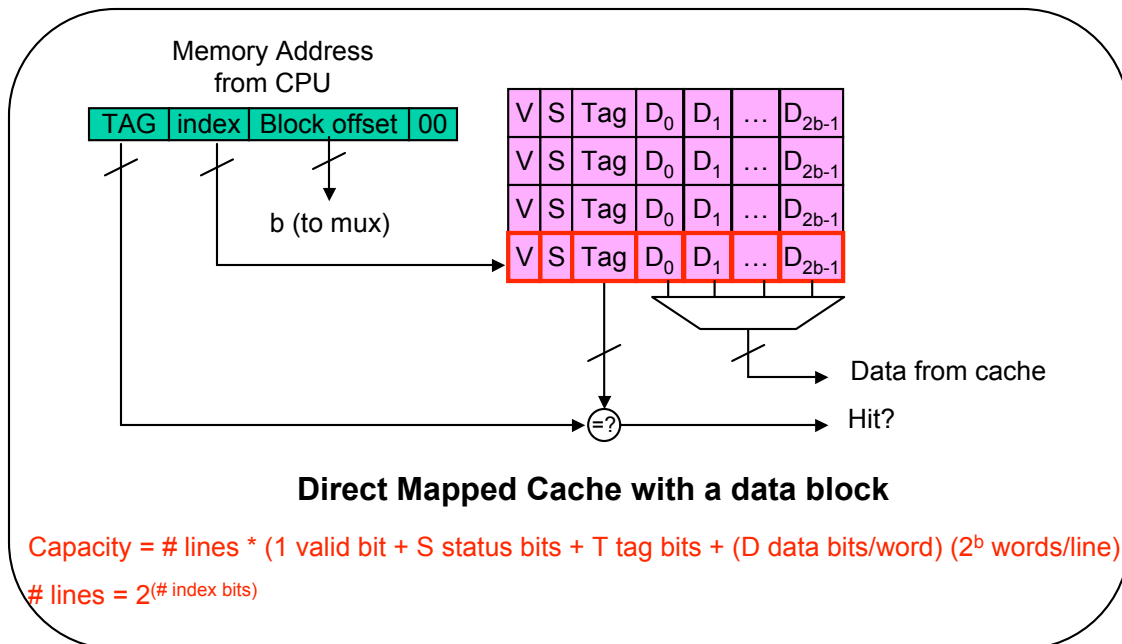 Memory Address
from CPU
TAG index Block offset 00
V S Tag D₀ D₁ … D₂b-₁
V S Tag D₀ D₁ … D₂b-₁
V S Tag D₀ D₁ … D₂b-₁
V S Tag D₀ D₁ … D₂b-₁
b (to mux)
Data from cache
=?
Hit?
Direct Mapped Cache with a data block
Capacity = # lines * (1 valid bit + S status bits + T tag bits + (D data bits/word) (2ᵇ words/line)
# lines = 2^(# index bits)